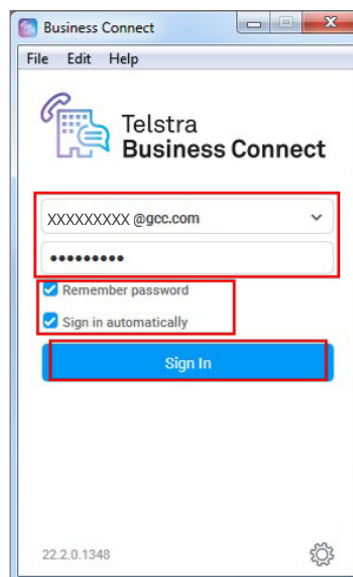 Business Connect
File Edit Help
Telstra
Business Connect
XXXXXXXXX @gcc.com
•••••••••
Remember password
Sign in automatically
Sign In
22.2.0.1348